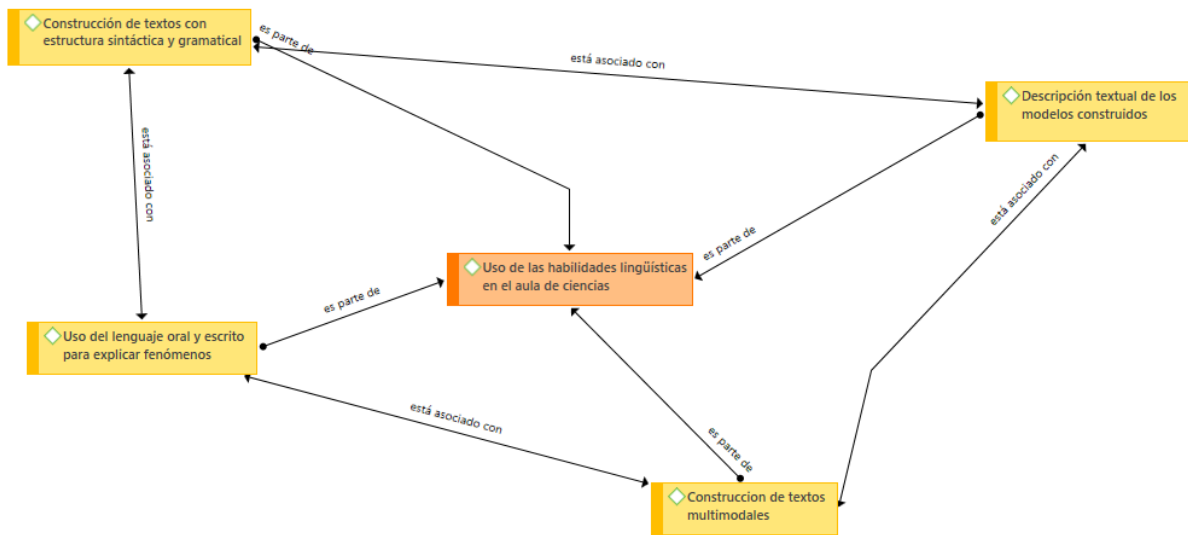 Construcción de textos con
estructura sintáctica y gramatical
es parte de
está asociado con
Descripción textual de los
modelos construidos
está asociado con
está asociado con
es parte de
Uso de las habilidades lingüísticas
en el aula de ciencias
es parte de
Uso del lenguaje oral y escrito
para explicar fenómenos
está asociado con
es parte de
Construccion de textos
multimodales